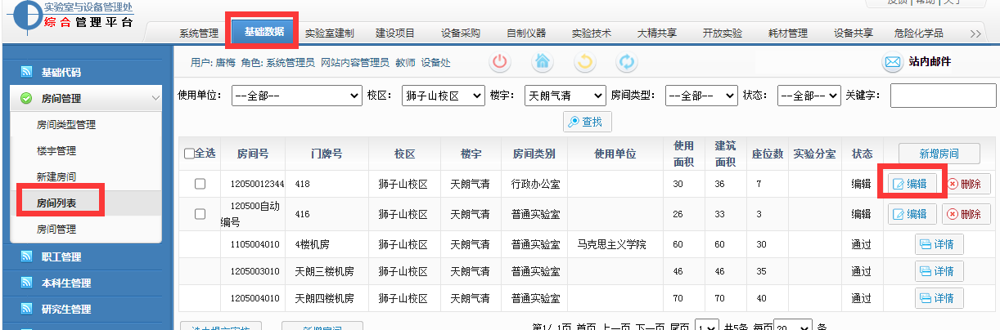 实验室与设备管理处
反馈 | 帮助 | 关于
综合管理平台
系统管理 基础数据 实验室建制 建设项目 设备采购 自制仪器 实验技术 大精共享 开放实验 耗材管理 设备共享 危险化学品 >>
用户: 唐梅 角色: 系统管理员 网站内容管理员 教师 设备处 站内邮件
基础代码
房间管理
房间类型管理
楼宇管理
新建房间
房间列表
房间管理
职工管理
本科生管理
研究生管理
使用单位: --全部-- 校区: 狮子山校区 楼宇: 天朗气清 房间类型: --全部-- 状态: --全部-- 关键字:
查找
全选 房间号 门牌号 校区 楼宇 房间类别 使用单位 使用面积 建筑面积 座位数 实验分室 状态 新增房间
12050012344 418 狮子山校区 天朗气清 行政办公室 30 36 7 编辑 编辑 删除
120500自动编号 416 狮子山校区 天朗气清 普通实验室 26 33 3 编辑 编辑 删除
1105004010 4楼机房 狮子山校区 天朗气清 普通实验室 马克思主义学院 60 60 30 通过 详情
1205003010 天朗三楼机房 狮子山校区 天朗气清 普通实验室 46 46 35 通过 详情
1205004010 天朗四楼机房 狮子山校区 天朗气清 普通实验室 70 70 40 通过 详情
新增房间
第1/ 1页 首页 上一页 下一页 尾页 1 共5条 每页 20 条